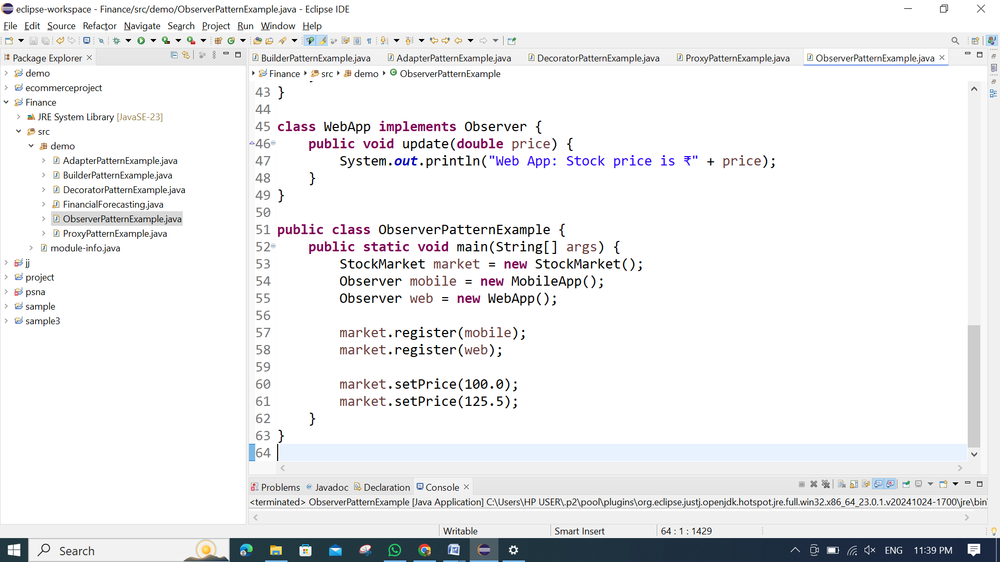 eclipse-workspace - Finance/src/demo/ObserverPatternExample.java - Eclipse IDE
File Edit Source Refactor Navigate Search Project Run Window Help
Package Explorer
demo
ecommerceproject
Finance
JRE System Library [JavaSE-23]
src
demo
AdapterPatternExample.java
BuilderPatternExample.java
DecoratorPatternExample.java
FinancialForecasting.java
ObserverPatternExample.java
ProxyPatternExample.java
module-info.java
jj
project
psna
sample
sample3
BuilderPatternExample.java AdapterPatternExample.java DecoratorPatternExample.java ProxyPatternExample.java ObserverPatternExample.java
Finance src demo ObserverPatternExample
43 }
44
45 class WebApp implements Observer {
46     public void update(double price) {
47         System.out.println("Web App: Stock price is ₹" + price);
48     }
49 }
50
51 public class ObserverPatternExample {
52     public static void main(String[] args) {
53         StockMarket market = new StockMarket();
54         Observer mobile = new MobileApp();
55         Observer web = new WebApp();
56
57         market.register(mobile);
58         market.register(web);
59
60         market.setPrice(100.0);
61         market.setPrice(125.5);
62     }
63 }
64
Problems Javadoc Declaration Console
<terminated> ObserverPatternExample [Java Application] C:\Users\HP USER\.p2\pool\plugins\org.eclipse.justj.openjdk.hotspot.jre.full.win32.x86_64_23.0.1.v20241024-1700\jre\bin
Writable Smart Insert 64 : 1 : 1429
Search ENG 11:39 PM